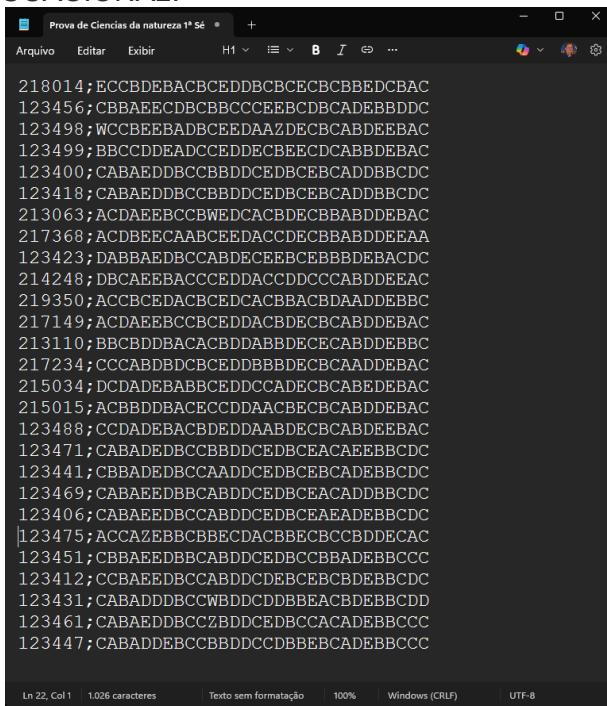 Prova de Ciencias da natureza 1ª Sé
Arquivo Editar Exibir H1 B I
218014;ECCBDEBACBCEDDBCBCECBCBBEDCBAC
123456;CBBAEECDBCBBCCCEEBCDBCADEBBDDC
123498;WCCBEEBADBCEEDAAZDECBCABDEEBAC
123499;BBCCDDEADCCEDDECBEECDCABBDEBAC
123400;CABAEDDBCCBBDDCEDBCEBCADDBBCDC
123418;CABAEDDBCCBBDDCEDBCEBCADDBBCDC
213063;ACDAEEBCCBWEDCACBDECBBABDDEBAC
217368;ACDBEECAABCEEDACCDECBBABDDEEAA
123423;DABBAEDBCCABDECEEBCEBBBDEBACDC
214248;DBCAEEBACCCEDDACCDDCCCABDDEEAC
219350;ACCBCEDACBCEDCACBBACBDAADDEBBC
217149;ACDAEEBCCBCEDDACBDECBCABDDEBAC
213110;BBCBDDBACACBDDABBDECECABDDEBBC
217234;CCCABDBDCBCEDDBBBDECBCAADDEBAC
215034;DCDADEBABBCEDDCCADECBCABEDEBAC
215015;ACBBDDBACECCDDAACBECBCABDDEBAC
123488;CCDADEBACBDEDDAABDECBCABDEEBAC
123471;CABADEDBCCBBDDCEDBCEACAEEBBCDC
123441;CBBADEDBCCAADDCEDBCEBCADEBBCDC
123469;CABAEEDBBCABDDCEDBCEACADDBBCDC
123406;CABAEEDBCCABDDCEDBCEAEADEBBCDC
123475;ACCAZEBBCBBECDACBBECBCCBDDECAC
123451;CBBAEEDBBCABDDCEDBCCBBADEBBCCC
123412;CCBAEEDBCCABDDCDEBCEBCBDEBBCDC
123431;CABADDDBCCWBDDCDDBBEACBDEBBCDD
123461;CABAEDDBCCZBDDCEDBCCACADEBBCCC
123447;CABADDEBCCBBDDCCDBBEBCADEBBCCC
Ln 22, Col 1 1.026 caracteres Texto sem formatação 100% Windows (CRLF) UTF-8